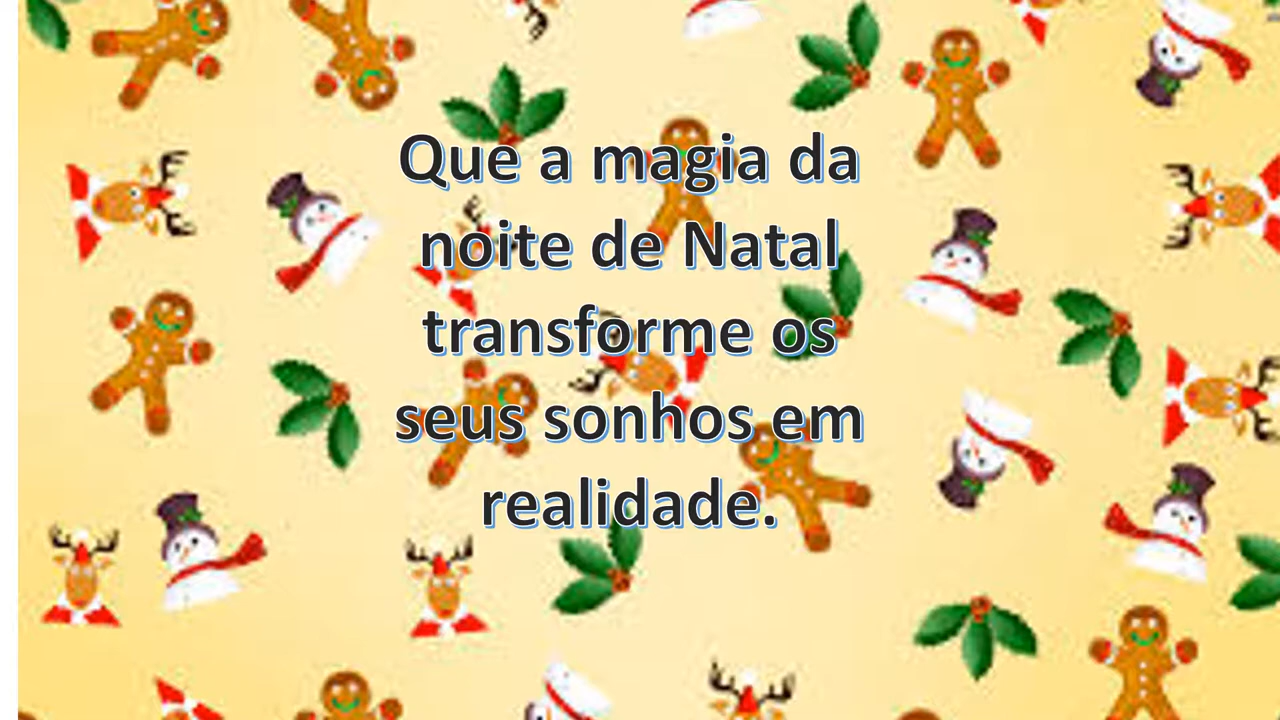 Que a magia da
noite de Natal
transforme os
seus sonhos em
realidade.